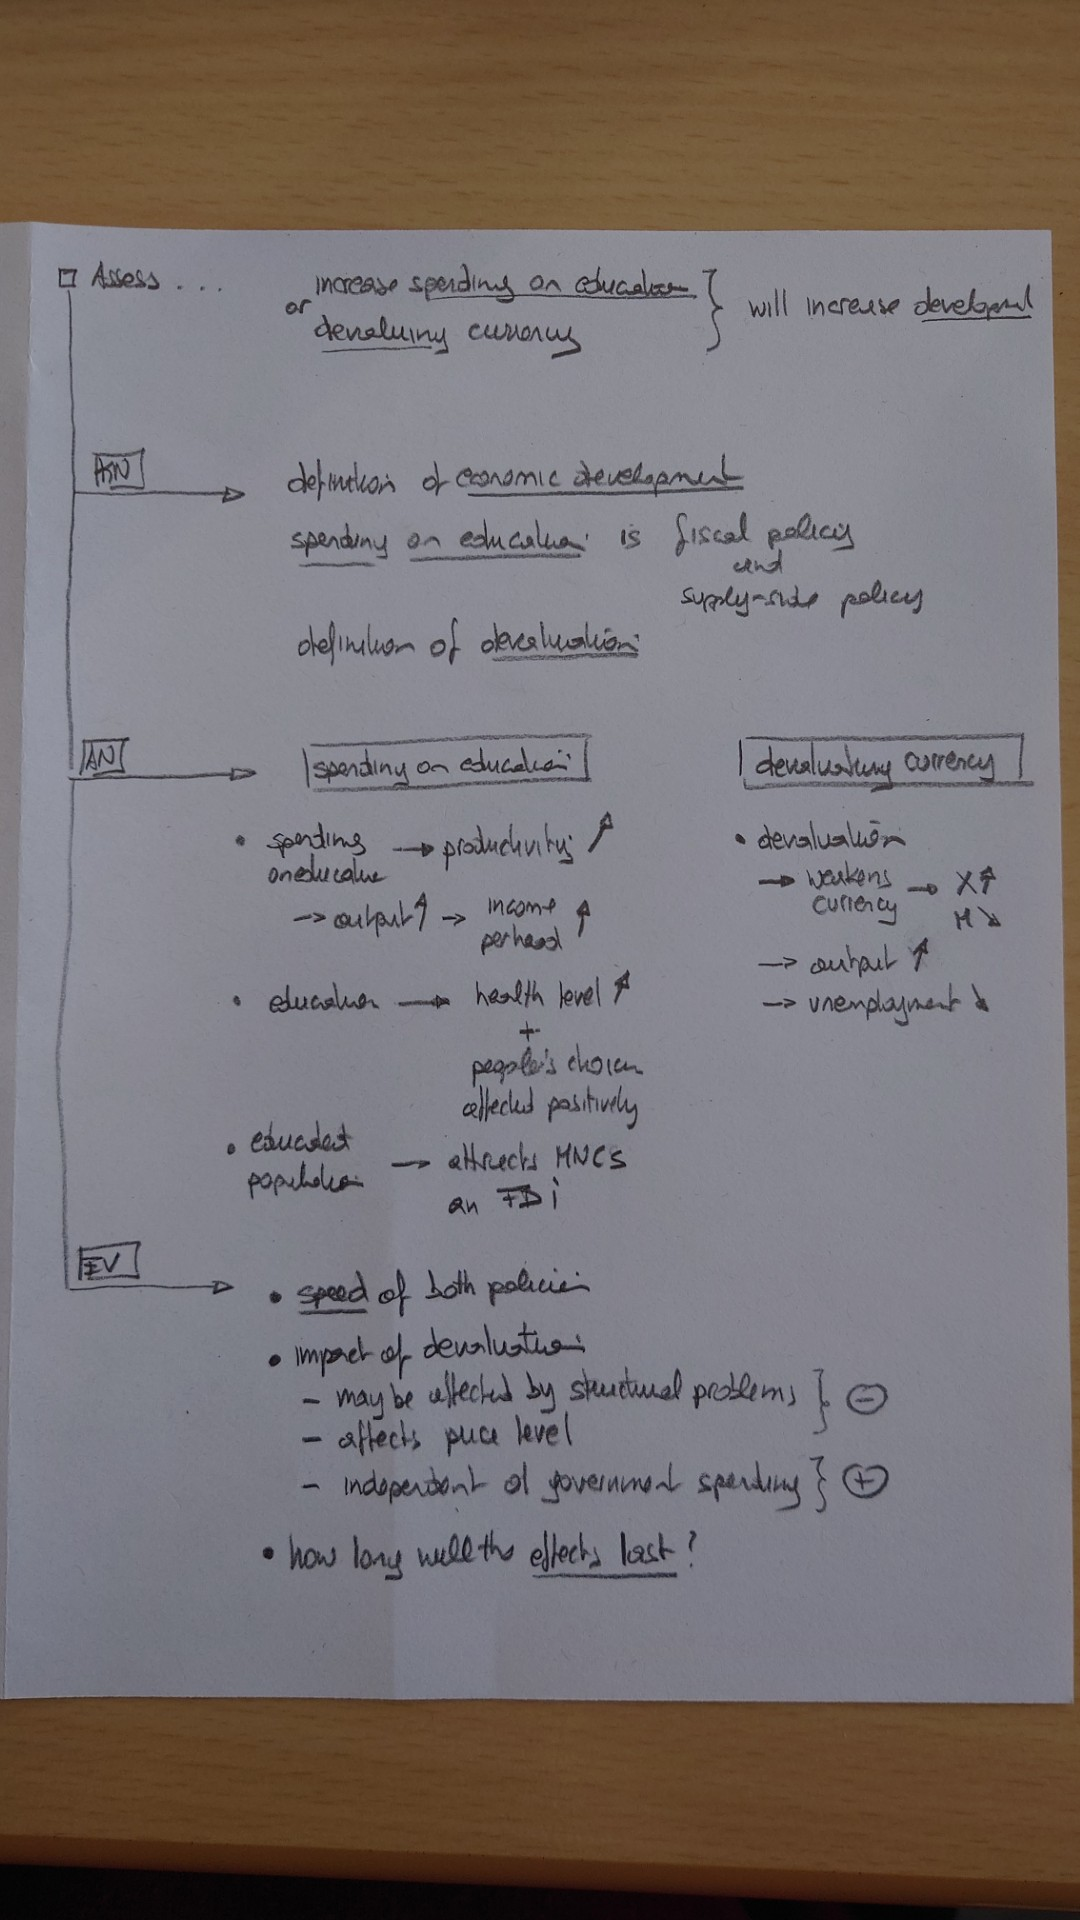 Assess ...
increase spending on education
or
devaluing currency
will increase development
KN
definition of economic development
spending on education is fiscal policy
and
supply-side policy
definition of devaluation
AN
spending on education
• spending → productivity ↑
on education
→ output ↑ → income
per head ↑
• education → health level ↑
+
people's choices
affected positively
• educated
population → attracts MNCs
an FDI
devaluating currency
• devaluation
→ weakens → X ↑
currency M ↘
→ output ↑
→ unemployment ↓
EV
• speed of both policies
• impact of devaluation
- may be affected by structural problems } ⊖
- affects price level
- independent of government spending } ⊕
• how long will the effects last?